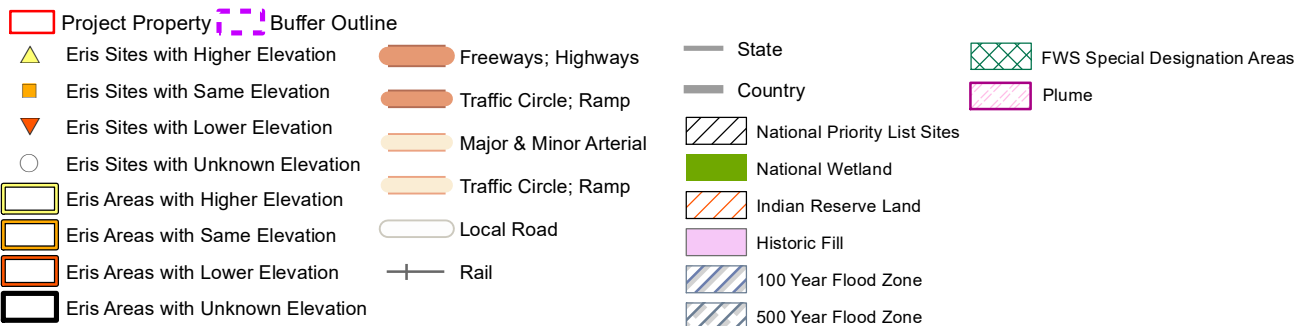 Project Property
Buffer Outline
Eris Sites with Higher Elevation
Eris Sites with Same Elevation
Eris Sites with Lower Elevation
Eris Sites with Unknown Elevation
Eris Areas with Higher Elevation
Eris Areas with Same Elevation
Eris Areas with Lower Elevation
Eris Areas with Unknown Elevation
Freeways; Highways
Traffic Circle; Ramp
Major & Minor Arterial
Traffic Circle; Ramp
Local Road
Rail
State
Country
National Priority List Sites
National Wetland
Indian Reserve Land
Historic Fill
100 Year Flood Zone
500 Year Flood Zone
FWS Special Designation Areas
Plume